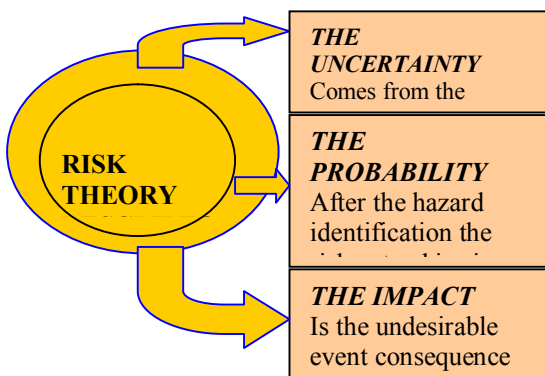 RISK
THEORY
THE
UNCERTAINTY
Comes from the
THE
PROBABILITY
After the hazard
identification the
THE IMPACT
Is the undesirable
event consequence